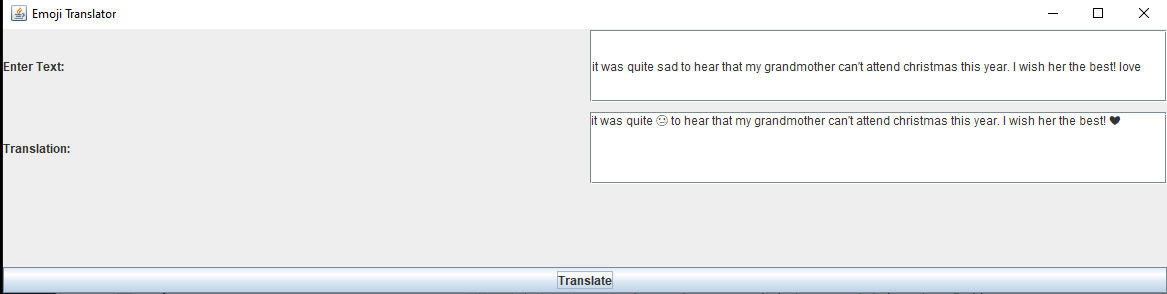 Emoji Translator
Enter Text:
it was quite sad to hear that my grandmother can't attend christmas this year. I wish her the best! love
it was quite ☹ to hear that my grandmother can't attend christmas this year. I wish her the best! ♥
Translation:
Translate